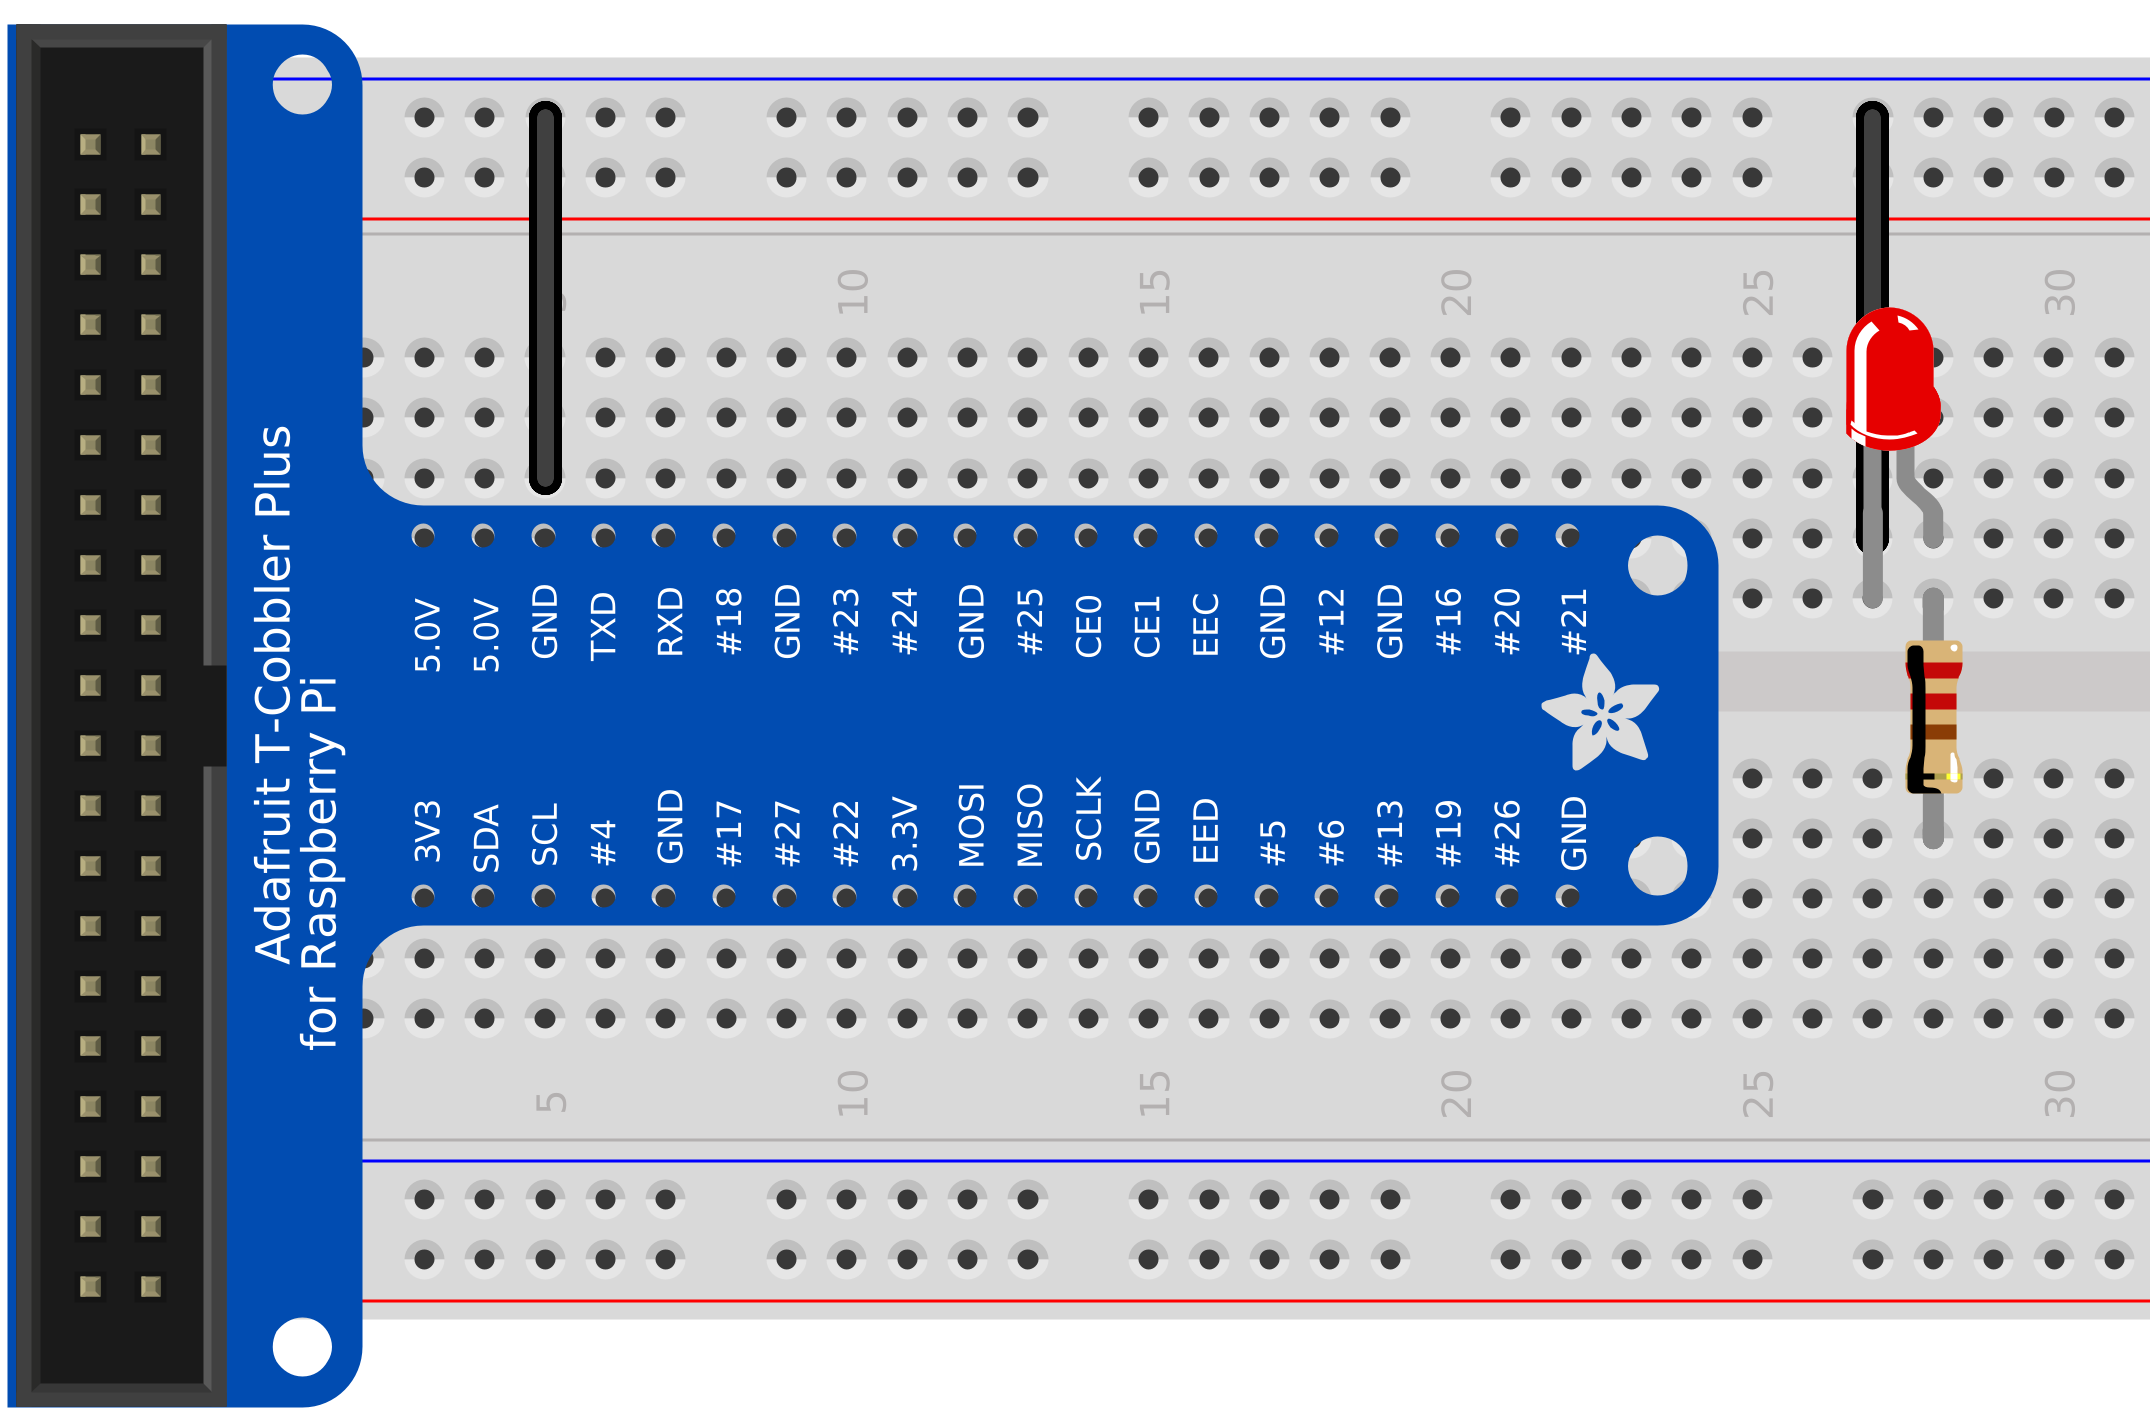 10
15
20
25
30
Adafruit T-Cobbler Plus
for Raspberry Pi
5.0V
5.0V
GND
TXD
RXD
#18
GND
#23
#24
GND
#25
CE0
CE1
EEC
GND
#12
GND
#16
#20
#21
3V3
SDA
SCL
#4
GND
#17
#27
#22
3.3V
MOSI
MISO
SCLK
GND
EED
#5
#6
#13
#19
#26
GND
5
10
15
20
25
30